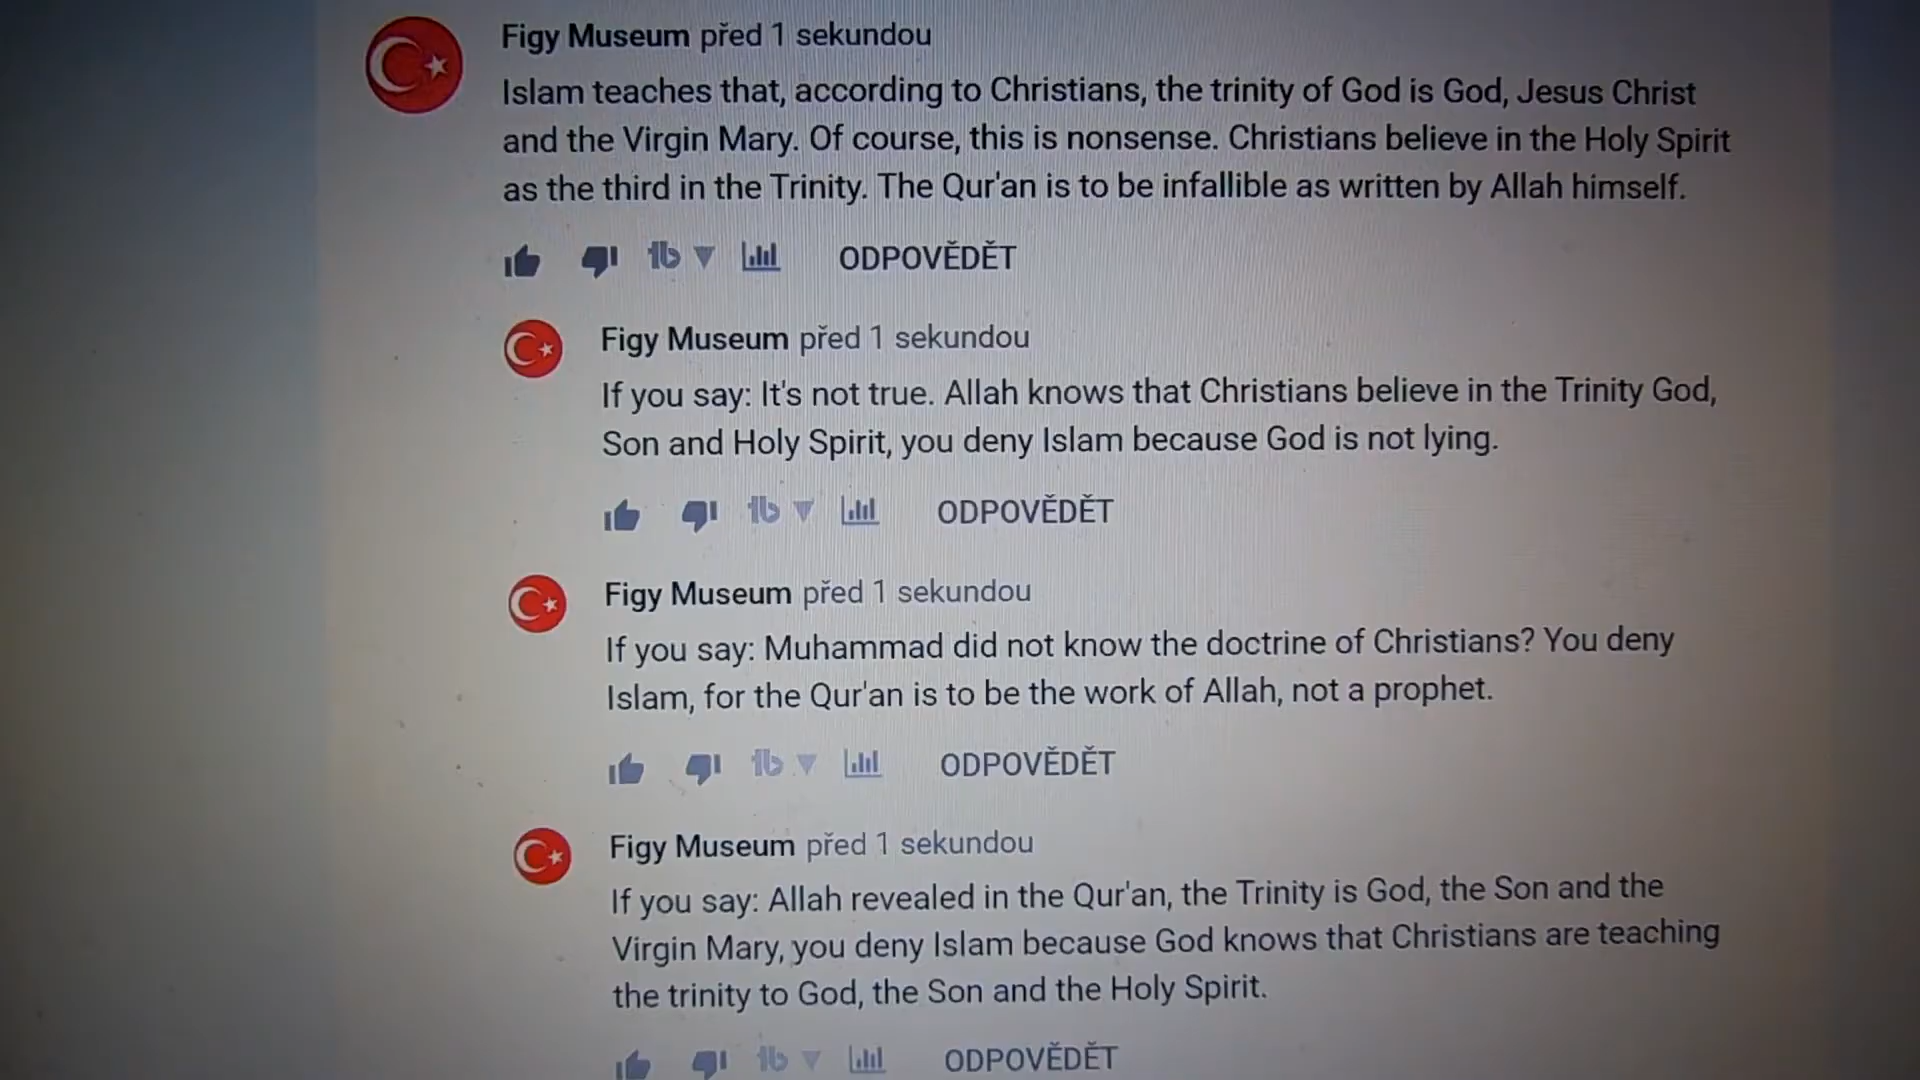 Figy Museum před 1 sekundou
Islam teaches that, according to Christians, the trinity of God is God, Jesus Christ
and the Virgin Mary. Of course, this is nonsense. Christians believe in the Holy Spirit
as the third in the Trinity. The Qur'an is to be infallible as written by Allah himself.
ODPOVĚDĚT
Figy Museum před 1 sekundou
If you say: It's not true. Allah knows that Christians believe in the Trinity God,
Son and Holy Spirit, you deny Islam because God is not lying.
ODPOVĚDĚT
Figy Museum před 1 sekundou
If you say: Muhammad did not know the doctrine of Christians? You deny
Islam, for the Qur'an is to be the work of Allah, not a prophet.
ODPOVĚDĚT
Figy Museum před 1 sekundou
If you say: Allah revealed in the Qur'an, the Trinity is God, the Son and the
Virgin Mary, you deny Islam because God knows that Christians are teaching
the trinity to God, the Son and the Holy Spirit.
ODPOVĚDĚT